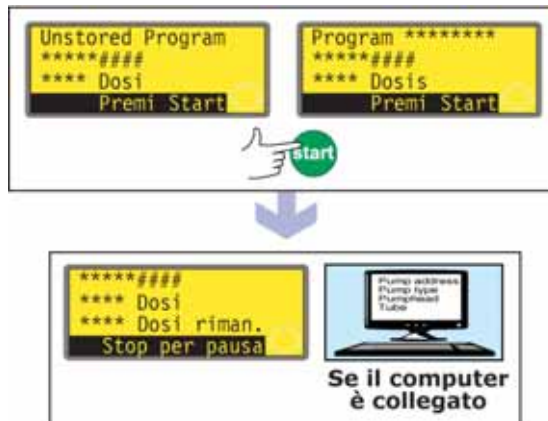 Unstored Program
*****####
**** Dosi
Premi Start
Program ********
*****####
**** Dosis
Premi Start
start
*****####
**** Dosi
**** Dosi riman.
Stop per pausa
Pump address
Pump type
Pumphead
Tube
Se il computer
è collegato